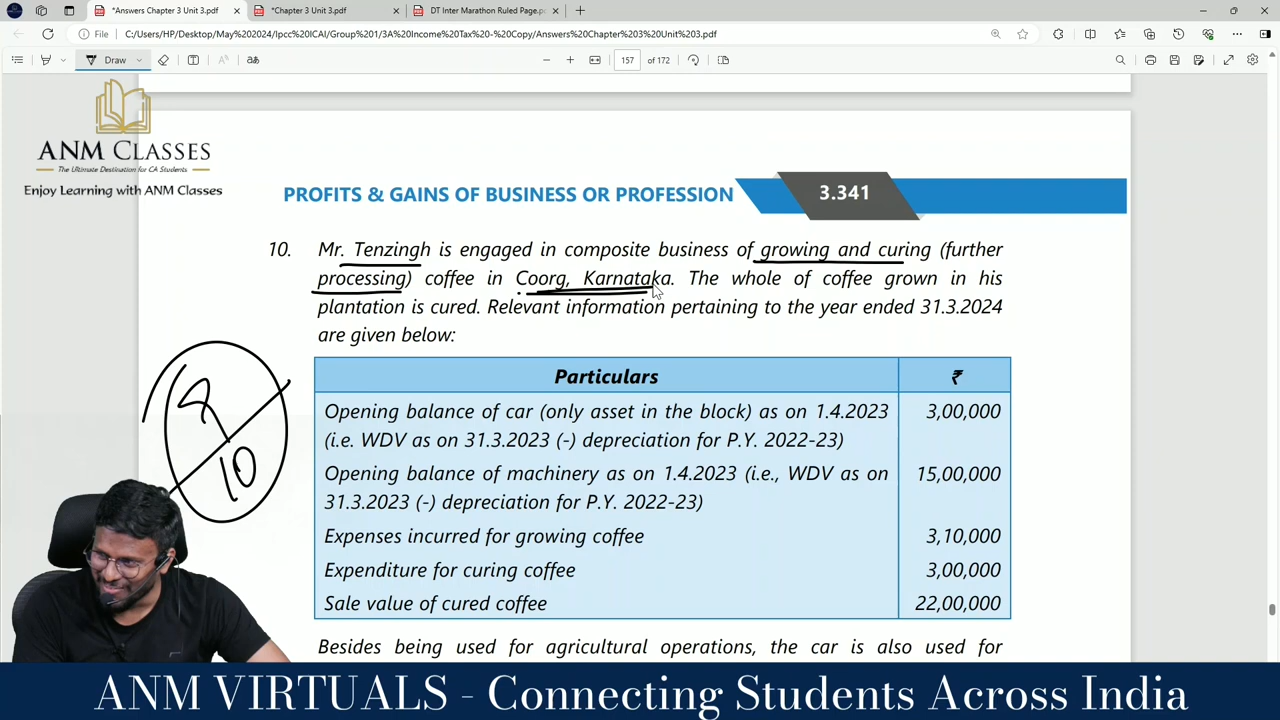 *Answers Chapter 3 Unit 3.pdf
*Chapter 3 Unit 3.pdf
DT Inter Marathon Ruled Page.p
File
C:/Users/HP/Desktop/May%202024/Ipcc%20ICAI/Group%201/3A%20Income%20Tax%20-%20Copy/Answers%20Chapter%203%20Unit%203.pdf
Draw
aあ
157 of 172
ANM CLASSES
The Ultimate Destination for CA Students
Enjoy Learning with ANM Classes
PROFITS & GAINS OF BUSINESS OR PROFESSION 3.341
10. Mr. Tenzingh is engaged in composite business of growing and curing (further
processing) coffee in Coorg, Karnataka. The whole of coffee grown in his
plantation is cured. Relevant information pertaining to the year ended 31.3.2024
are given below:
Particulars ₹
Opening balance of car (only asset in the block) as on 1.4.2023 3,00,000
(i.e. WDV as on 31.3.2023 (-) depreciation for P.Y. 2022-23)
Opening balance of machinery as on 1.4.2023 (i.e., WDV as on 15,00,000
31.3.2023 (-) depreciation for P.Y. 2022-23)
Expenses incurred for growing coffee 3,10,000
Expenditure for curing coffee 3,00,000
Sale value of cured coffee 22,00,000
10
Besides being used for agricultural operations, the car is also used for
ANM VIRTUALS - Connecting Students Across India